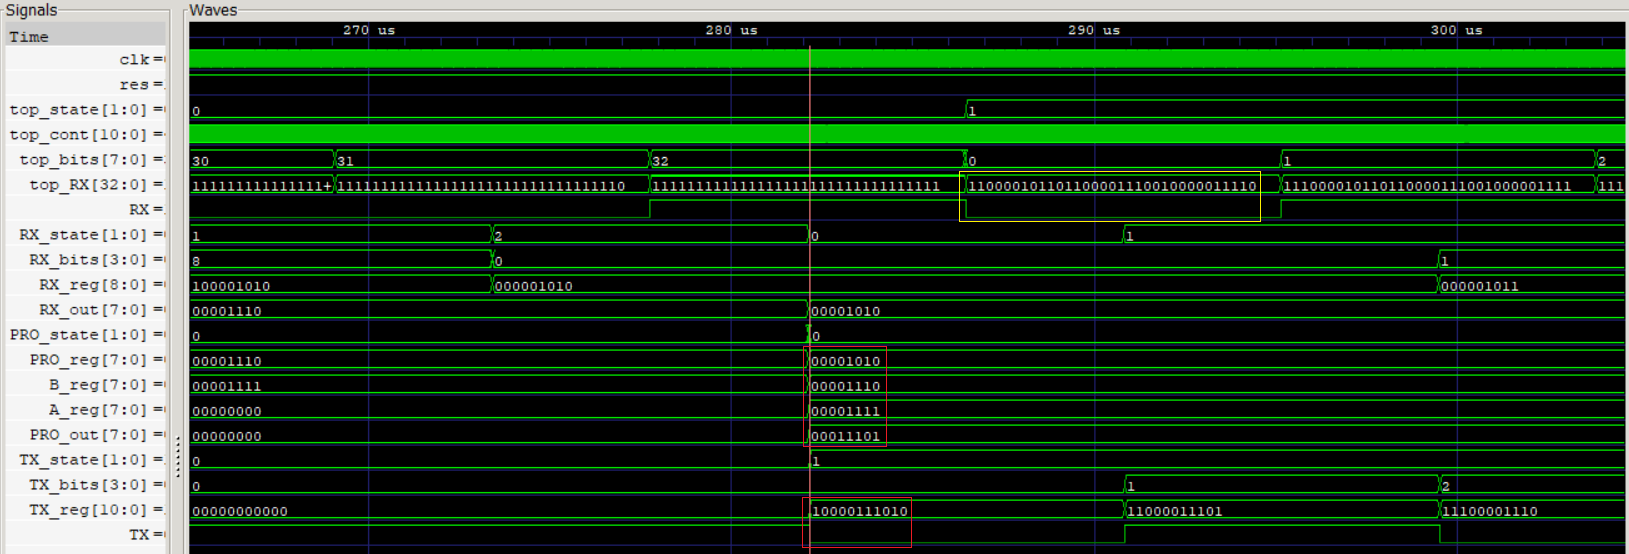 Signals
Waves
Time
270 us 280 us 290 us 300 us
clk =
res =
top_state[1:0] = 0 1
top_cont[10:0] =
top_bits[7:0] = 30 31 32 0 1 2
top_RX[32:0] = 1111111111111111+ 111111111111111111111111111111110 111111111111111111111111111111111 110000101101100001110010000011110 111000010110110000111001000001111 111
RX =
RX_state[1:0] = 1 2 0 1
RX_bits[3:0] = 8 0 1
RX_reg[8:0] = 100001010 000001010 000001011
RX_out[7:0] = 00001110 00001010
PRO_state[1:0] = 0 0
PRO_reg[7:0] = 00001110 00001010
B_reg[7:0] = 00001111 00001110
A_reg[7:0] = 00000000 00001111
PRO_out[7:0] = 00000000 00011101
TX_state[1:0] = 0 1
TX_bits[3:0] = 0 1 2
TX_reg[10:0] = 00000000000 10000111010 11000011101 11100001110
TX =